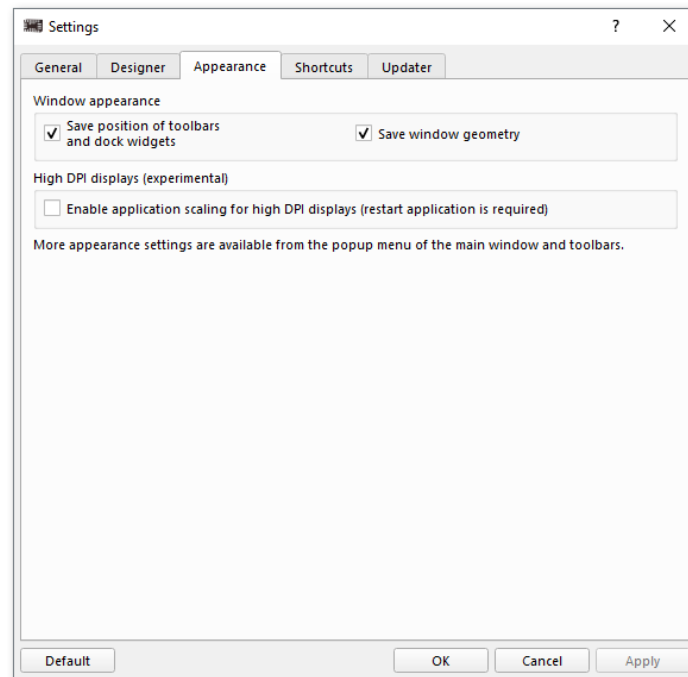 Settings
General Designer Appearance Shortcuts Updater
Window appearance
Save position of toolbars
and dock widgets
Save window geometry
High DPI displays (experimental)
Enable application scaling for high DPI displays (restart application is required)
More appearance settings are available from the popup menu of the main window and toolbars.
Default OK Cancel Apply